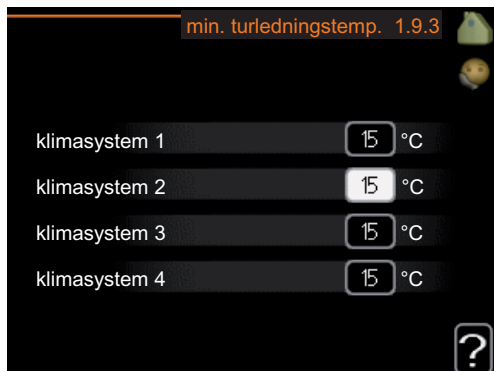 min. turledningstemp. 1.9.3
klimasystem 1 15 °C
klimasystem 2 15 °C
klimasystem 3 15 °C
klimasystem 4 15 °C
?